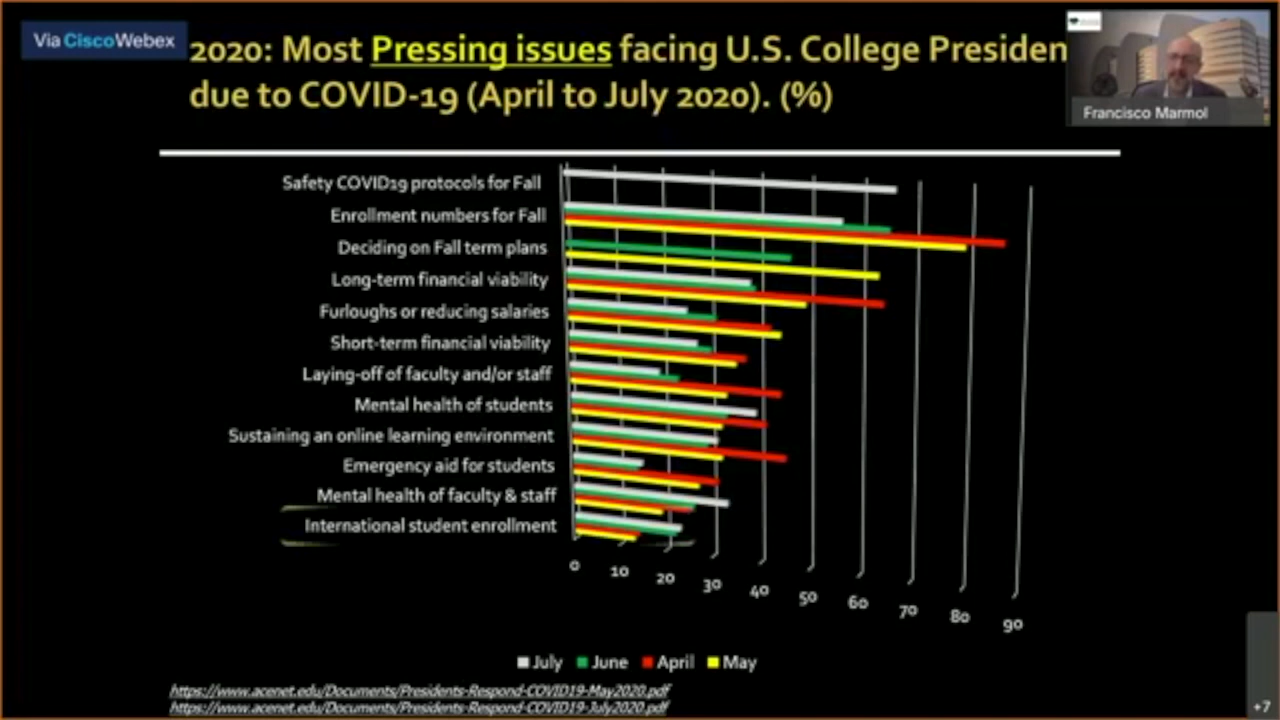 Via Cisco Webex
2020: Most Pressing issues facing U.S. College Presiden
due to COVID-19 (April to July 2020). (%)
Francisco Marmol
Safety COVID19 protocols for Fall
Enrollment numbers for Fall
Deciding on Fall term plans
Long-term financial viability
Furloughs or reducing salaries
Short-term financial viability
Laying-off of faculty and/or staff
Mental health of students
Sustaining an online learning environment
Emergency aid for students
Mental health of faculty & staff
International student enrollment
0 10 20 30 40 50 60 70 80 90
July June April May
https://www.acenet.edu/Documents/Presidents-Respond-COVID19-May2020.pdf
https://www.acenet.edu/Documents/Presidents-Respond-COVID19-July2020.pdf
+7